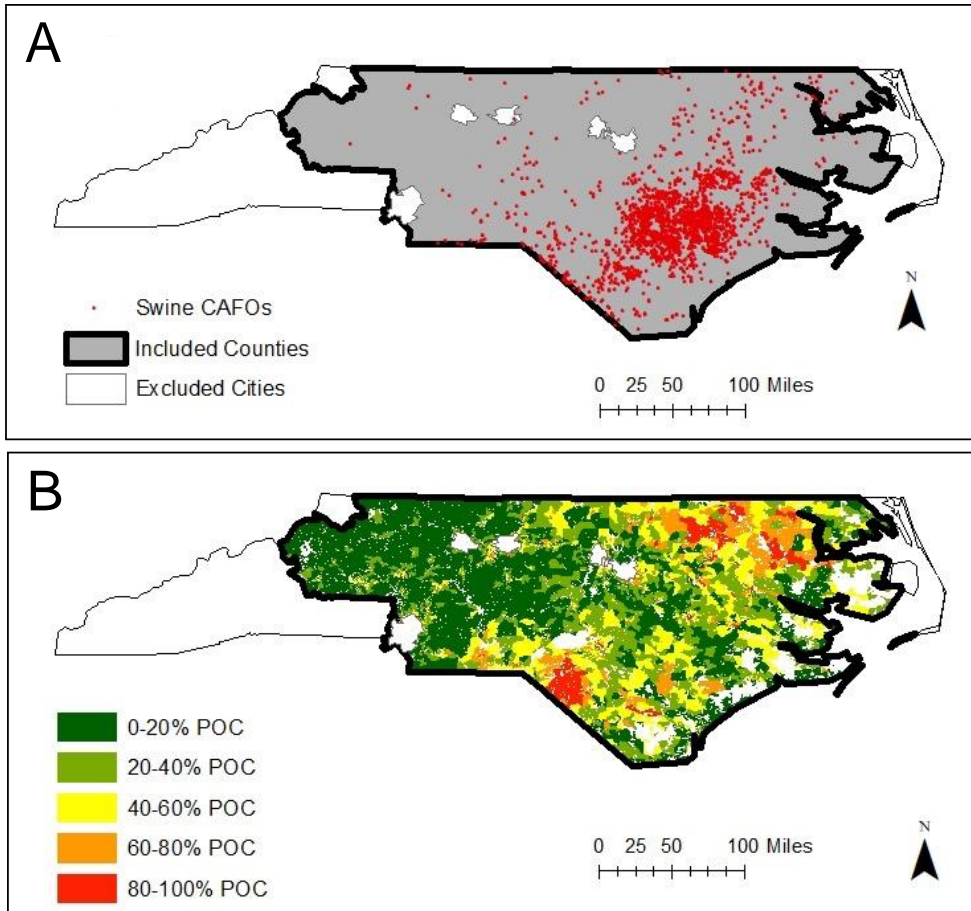 A
Swine CAFOs
Included Counties
Excluded Cities
N
0 25 50 100 Miles
B
0-20% POC
20-40% POC
40-60% POC
60-80% POC
80-100% POC
N
0 25 50 100 Miles